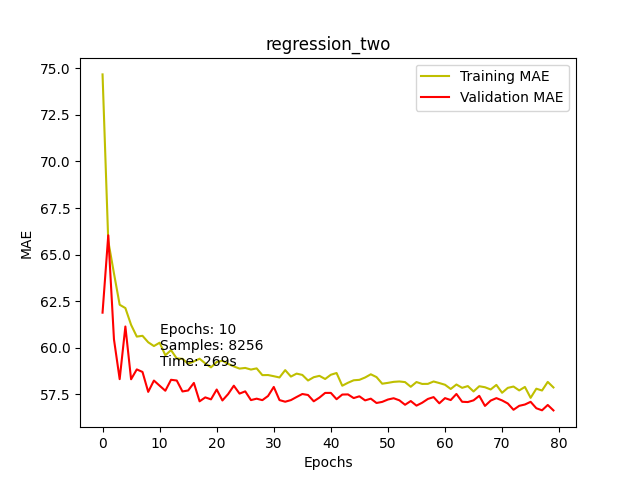 regression_two
Training MAE
Validation MAE
75.0
72.5
70.0
67.5
65.0
62.5
60.0
57.5
MAE
Epochs: 10
Samples: 8256
Time: 269s
0 10 20 30 40 50 60 70 80
Epochs